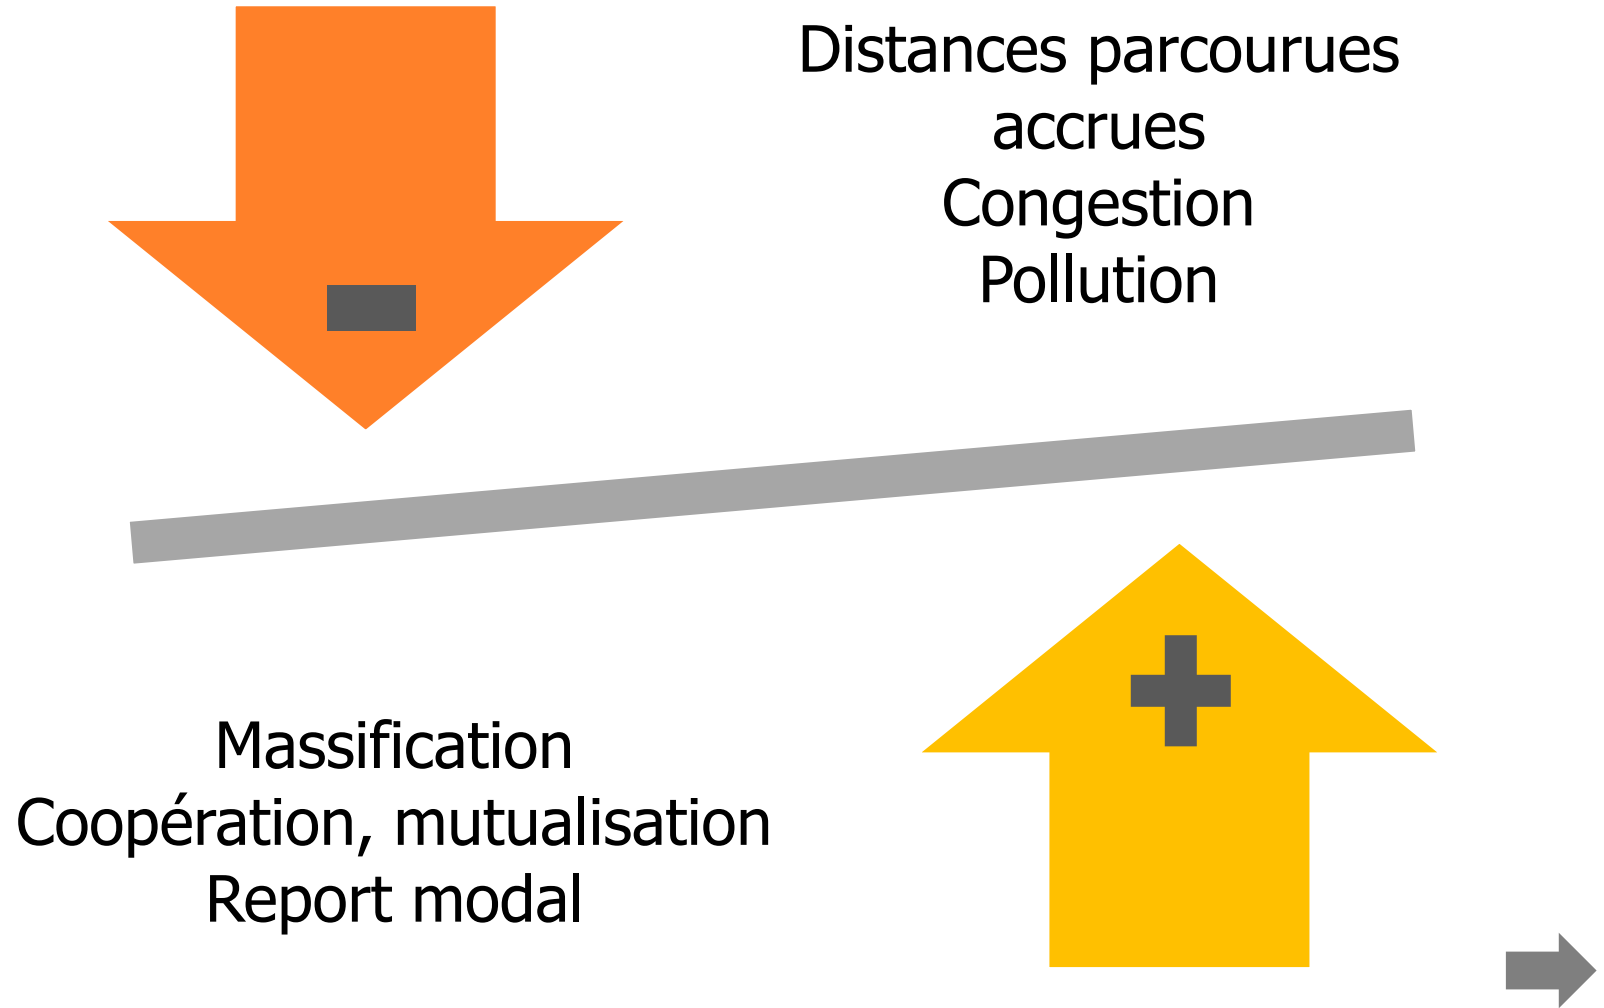 Distances parcourues
accrues
Congestion
Pollution
Massification
Coopération, mutualisation
Report modal